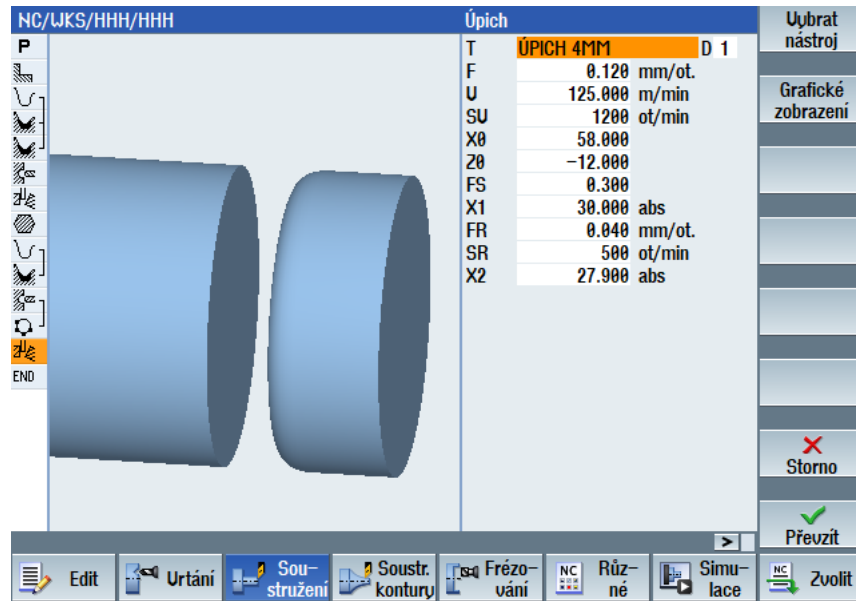 NC/WKS/HHH/HHH
Úpich
T ÚPICH 4MM D 1
F 0.120 mm/ot.
V 125.000 m/min
SV 1200 ot/min
X0 58.000
Z0 -12.000
FS 0.300
X1 30.000 abs
FR 0.040 mm/ot.
SR 500 ot/min
X2 27.900 abs
P
END
Vybrat
nástroj
Grafické
zobrazení
Storno
Převzít
>
Edit
Vrtání
Sou-
stružení
Soustr.
kontury
Frézo-
vání
NC
Růz-
né
Simu-
lace
NC
Zvolit